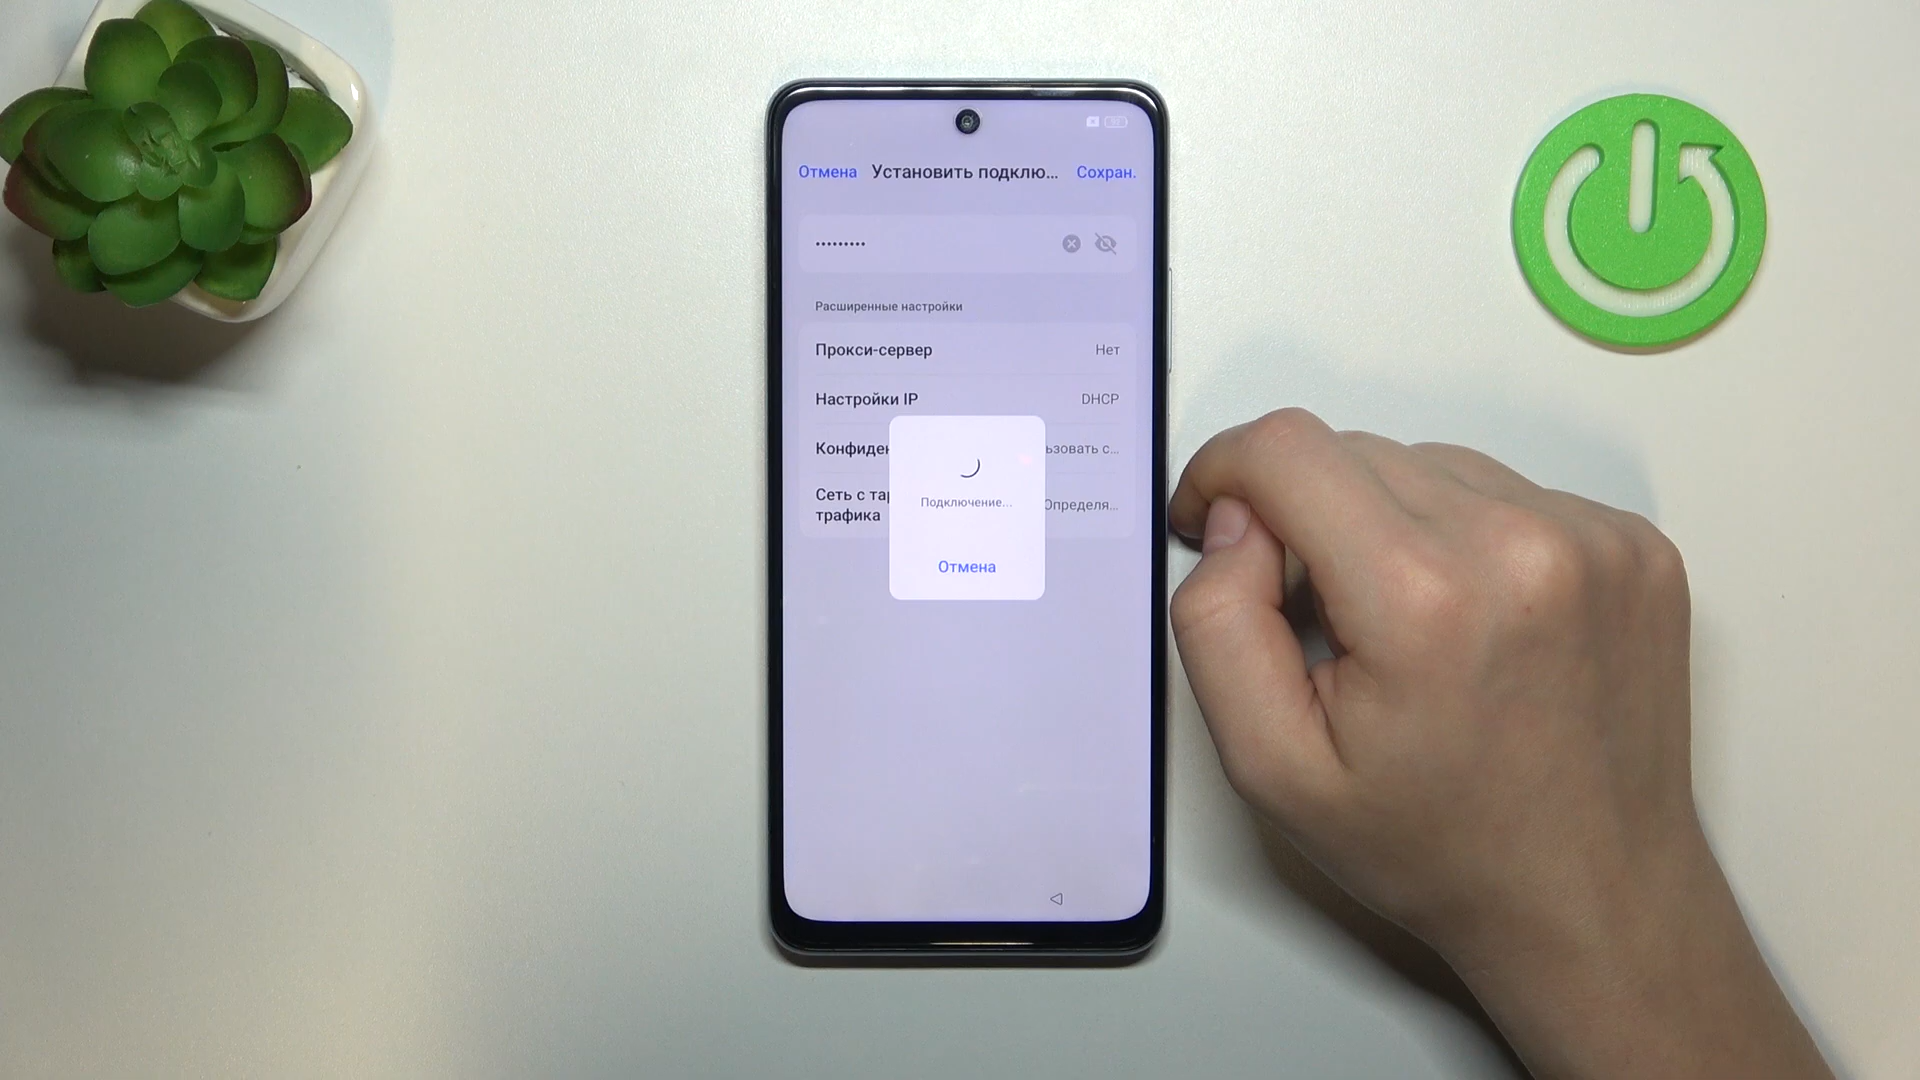 Отмена Установить подклю... Сохран.
•••••••••
Расширенные настройки
Прокси-сервер Нет
Настройки IP DHCP
Конфиден ьзовать с...
Сеть с тар Определя...
трафика
Подключение...
Отмена